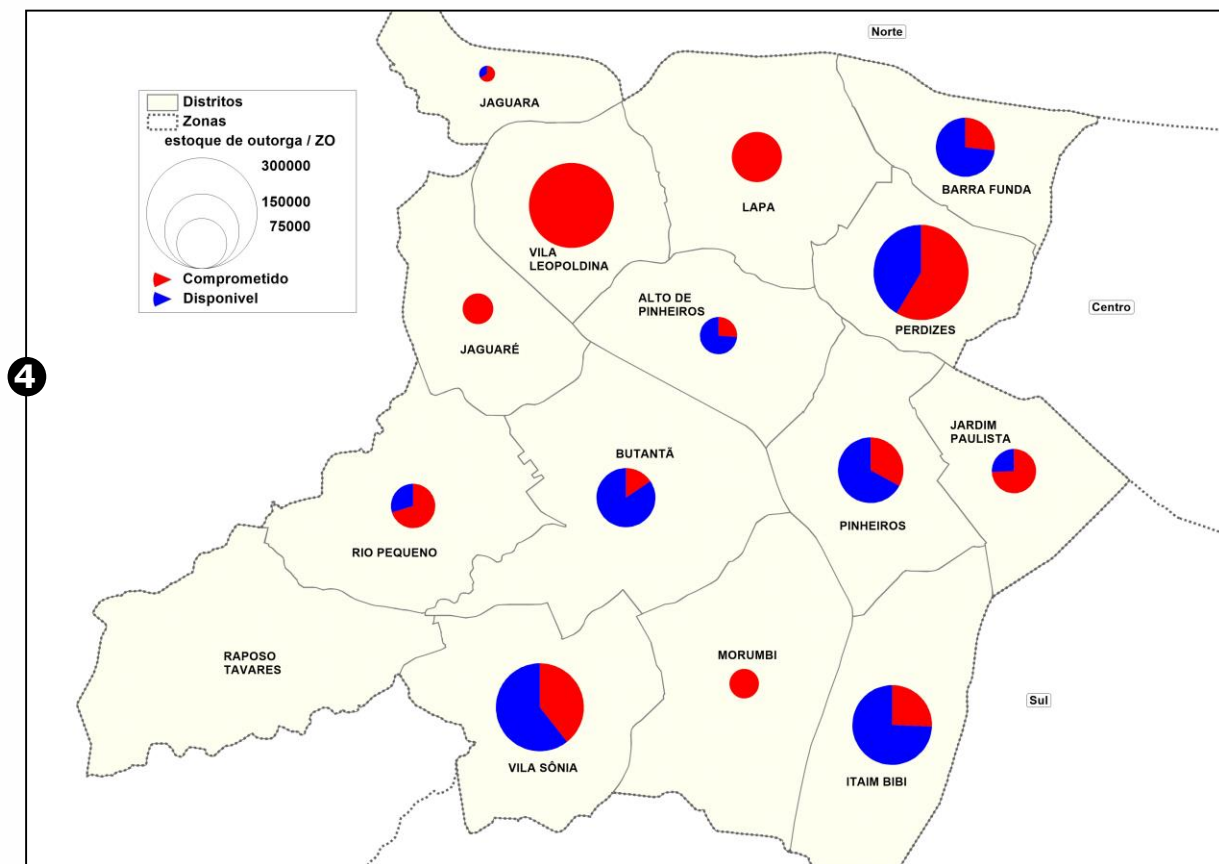 Norte
JAGUARA
Distritos
Zonas
estoque de outorga / ZO
300000
150000
75000
Comprometido
Disponivel
BARRA FUNDA
LAPA
VILA
LEOPOLDINA
ALTO DE
PINHEIROS
Centro
PERDIZES
JAGUARÉ
4
JARDIM
PAULISTA
BUTANTÃ
PINHEIROS
RIO PEQUENO
RAPOSO
TAVARES
MORUMBI
Sul
VILA SÔNIA
ITAIM BIBI